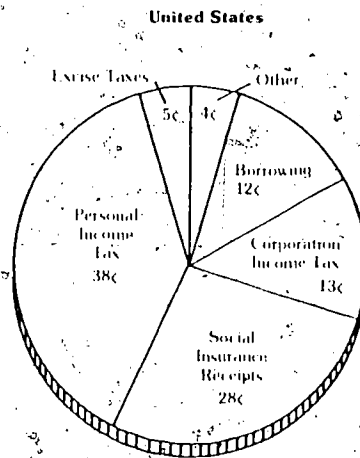 United States
Excise Taxes
5¢
Other
4¢
Borrowing
12¢
Personal
Income
Tax
38¢
Corporation
Income Tax
13¢
Social
Insurance
Receipts
28¢